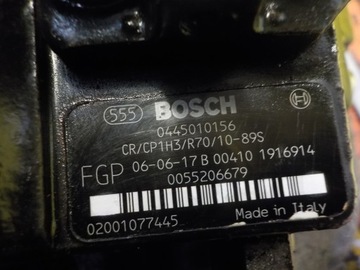 555 BOSCH
0445010156
CR/CP1H3/R70/10-89S
FGP 06-06-17 B 00410 1916914
0055206679
02001077445 Made in Italy